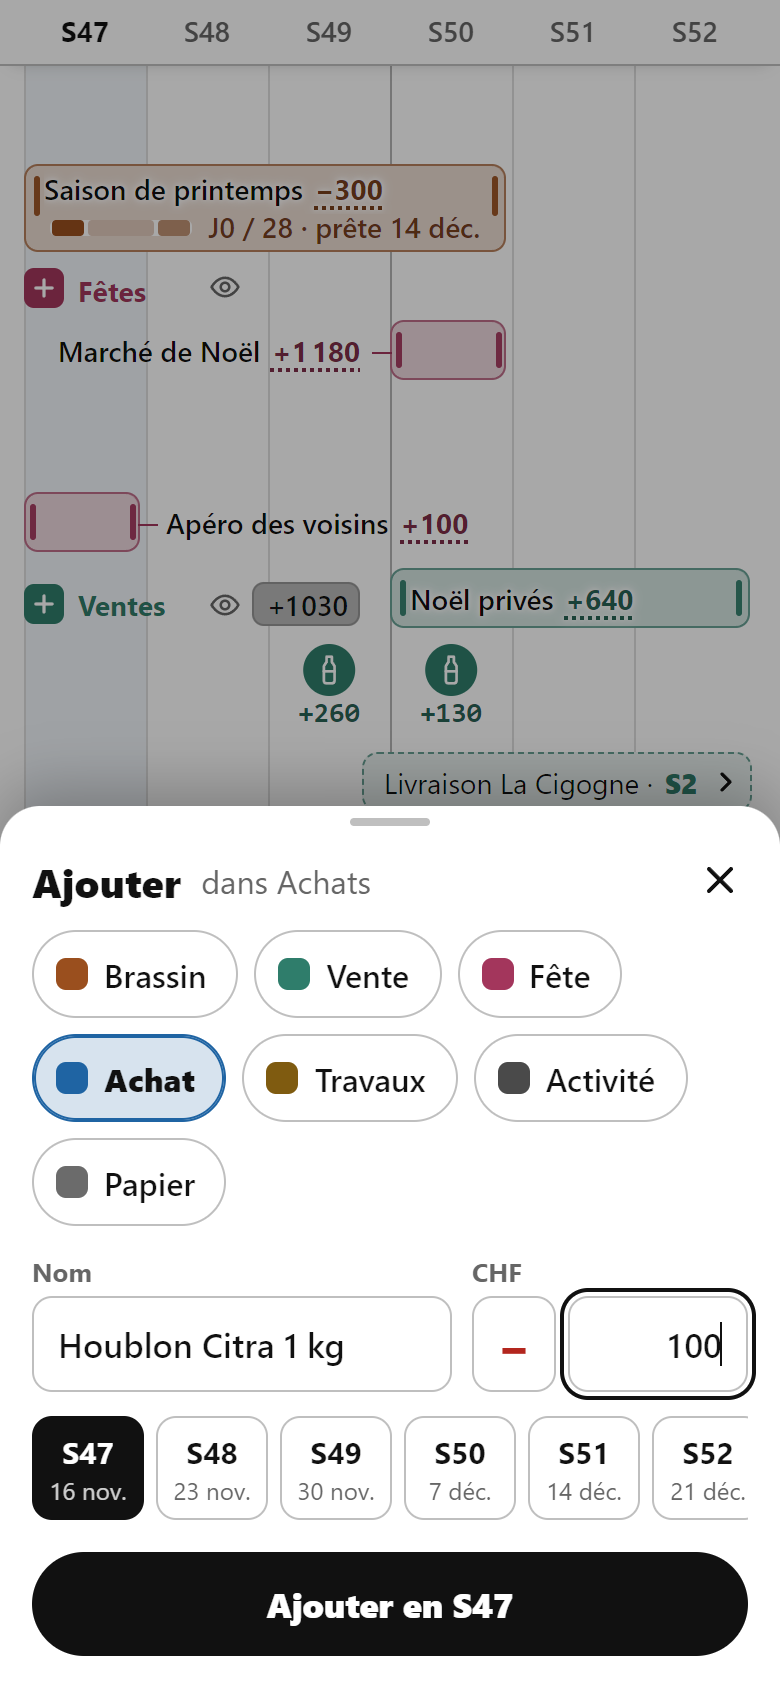 S47 S48 S49 S50 S51 S52
Saison de printemps −300
J0 / 28 · prête 14 déc.
Fêtes
Marché de Noël +1 180
Apéro des voisins +100
Ventes +1030 Noël privés +640
+260 +130
Livraison La Cigogne · S2
Ajouter dans Achats
Brassin Vente Fête
Achat Travaux Activité
Papier
Nom CHF
Houblon Citra 1 kg − 100
S47 S48 S49 S50 S51 S52
16 nov. 23 nov. 30 nov. 7 déc. 14 déc. 21 déc.
Ajouter en S47